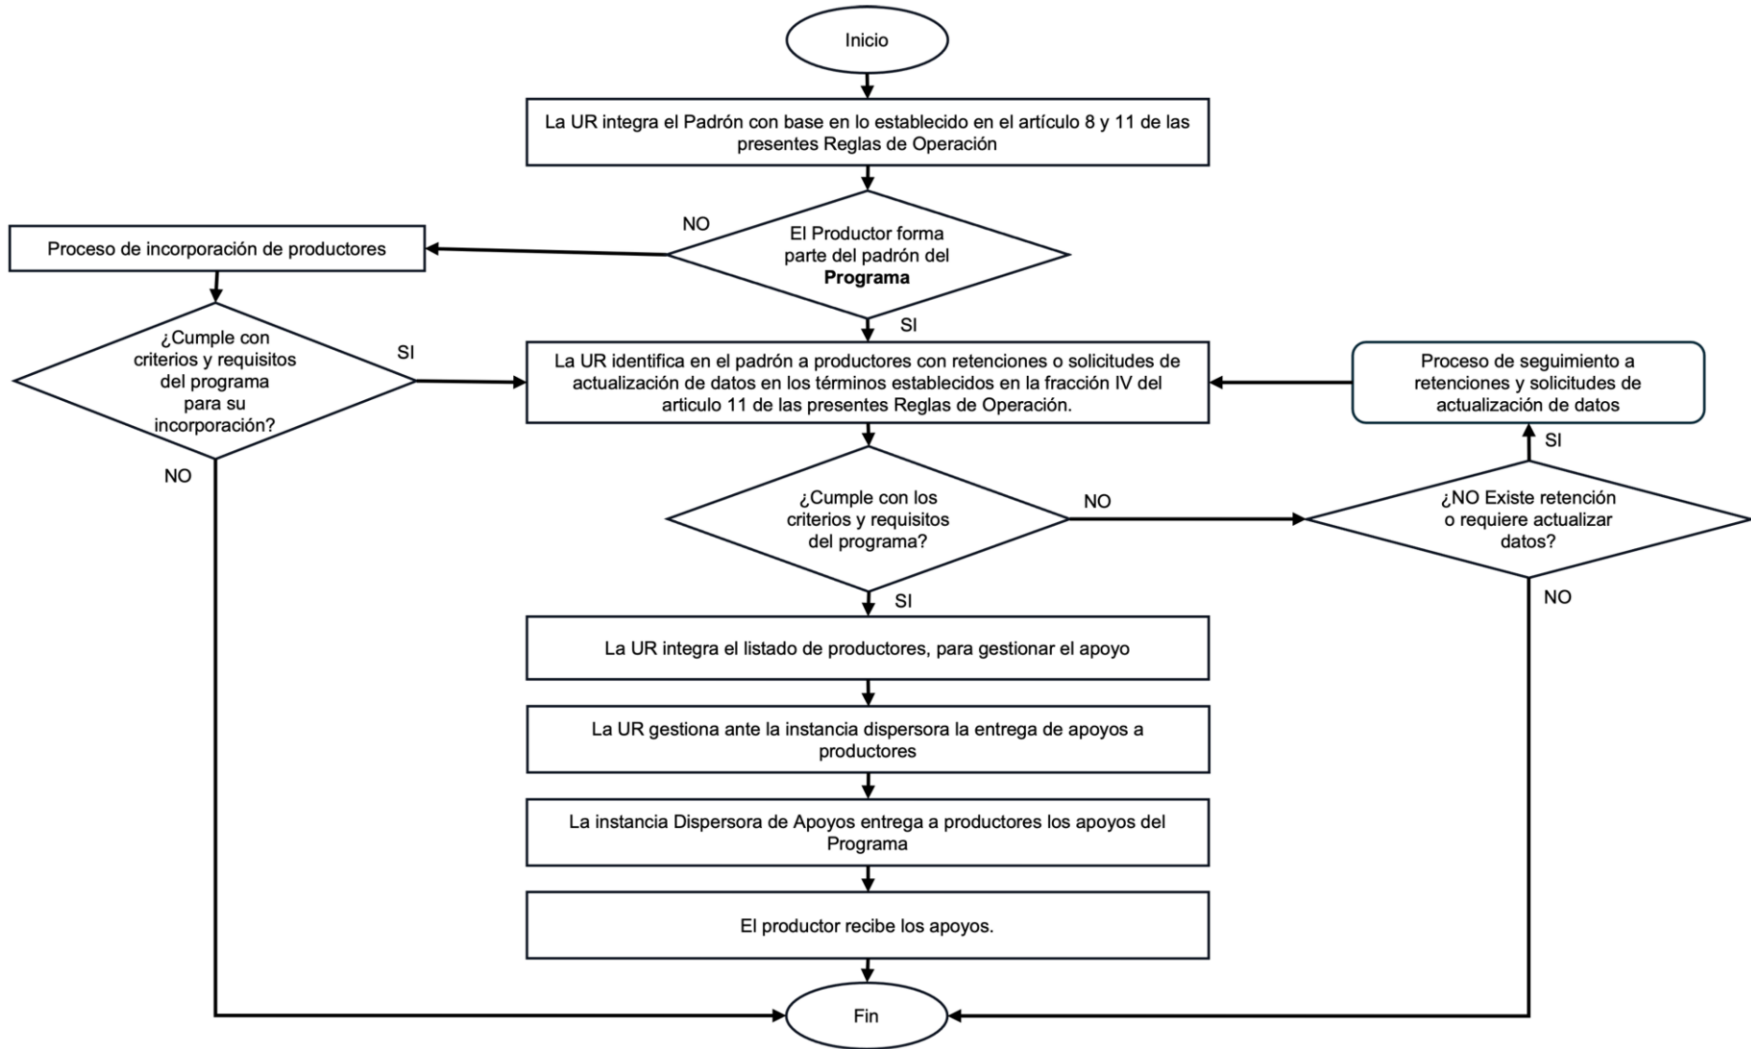 Inicio
La UR integra el Padrón con base en lo establecido en el artículo 8 y 11 de las
presentes Reglas de Operación
NO
El Productor forma
parte del padrón del
Programa
Proceso de incorporación de productores
SI
¿Cumple con
criterios y requisitos
del programa
para su
incorporación?
SI
La UR identifica en el padrón a productores con retenciones o solicitudes de
actualización de datos en los términos establecidos en la fracción IV del
articulo 11 de las presentes Reglas de Operación.
Proceso de seguimiento a
retenciones y solicitudes de
actualización de datos
NO
SI
¿Cumple con los
criterios y requisitos
del programa?
NO
¿NO Existe retención
o requiere actualizar
datos?
SI
NO
La UR integra el listado de productores, para gestionar el apoyo
La UR gestiona ante la instancia dispersora la entrega de apoyos a
productores
La instancia Dispersora de Apoyos entrega a productores los apoyos del
Programa
El productor recibe los apoyos.
Fin